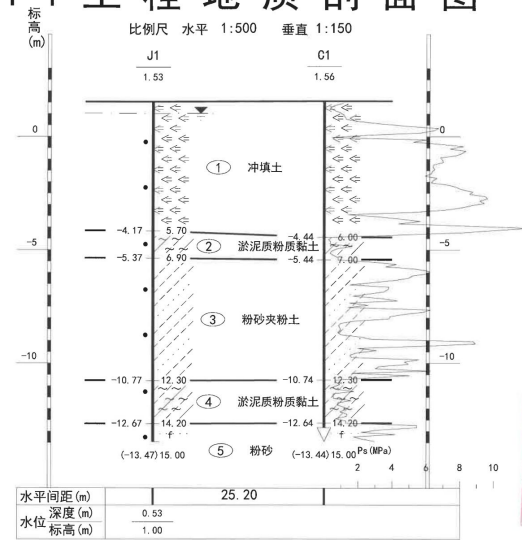 工程地质剖面图
标高(m)
比例尺 水平 1:500 垂直 1:150
J1 C1
1.53 1.56
0 0
① 冲填土
-4.17 5.70 -4.44 6.00
② 淤泥质粉质黏土
-5 -5
-5.37 6.90 -5.44 7.00
③ 粉砂夹粉土
-10 -10
-10.77 12.30 -10.74 12.30
④ 淤泥质粉质黏土
-12.67 14.20 -12.64 14.20
f f
⑤ 粉砂
(-13.47)15.00 (-13.44)15.00 Ps(MPa)
2 4 6 8 10
水平间距(m) 25.20
水位 深度(m) 0.53
标高(m) 1.00